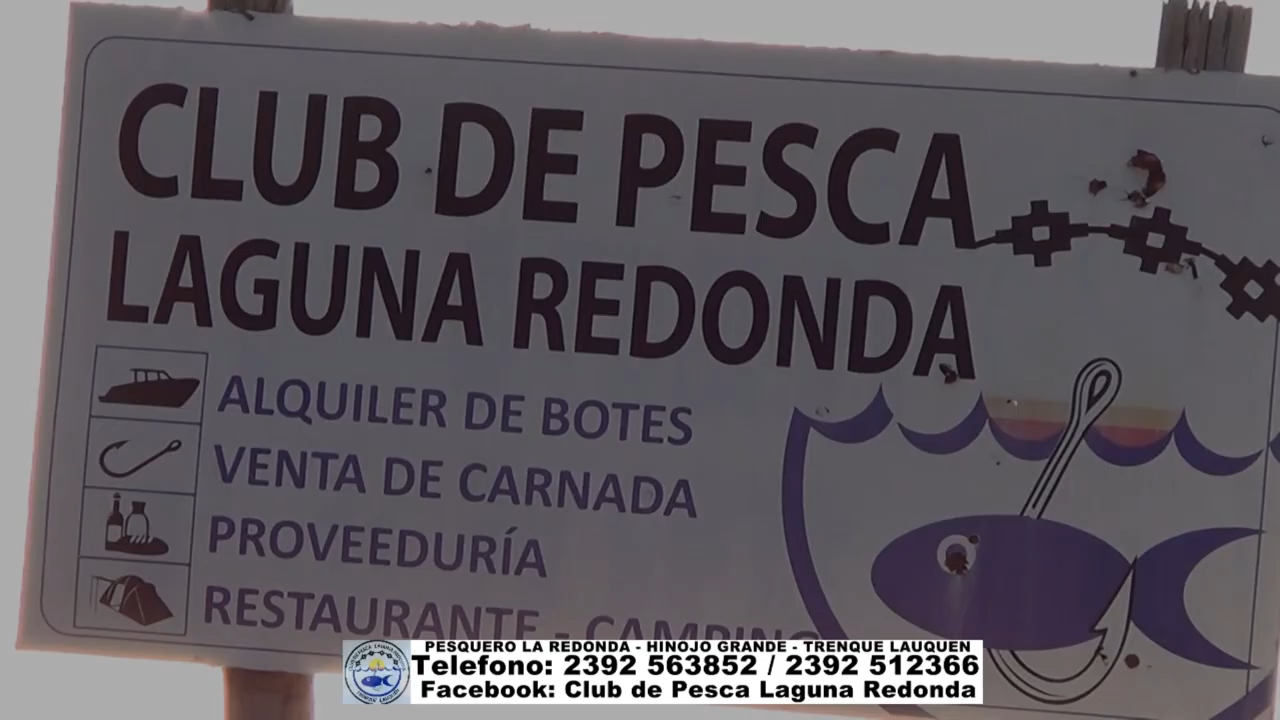 CLUB DE PESCA
LAGUNA REDONDA
ALQUILER DE BOTES
VENTA DE CARNADA
PROVEEDURÍA
RESTAURANTE - CAMPING
PESQUERO LA REDONDA - HINOJO GRANDE - TRENQUE LAUQUEN
Telefono: 2392 563852 / 2392 512366
Facebook: Club de Pesca Laguna Redonda